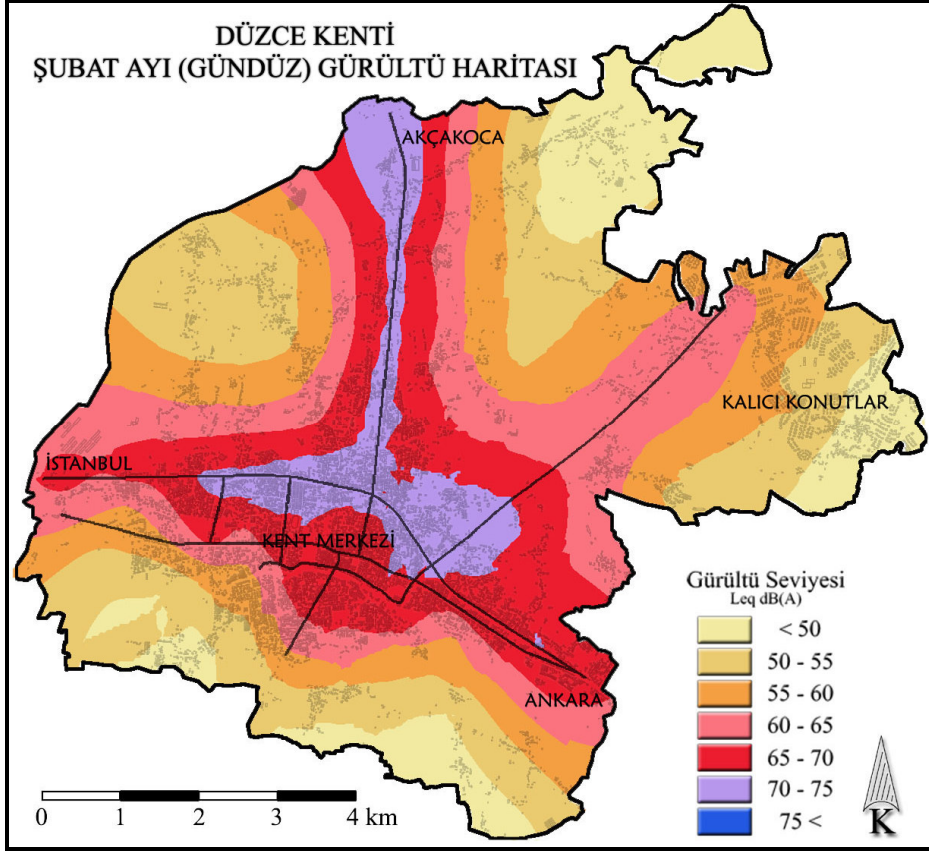 DÜZCE KENTİ
ŞUBAT AYI (GÜNDÜZ) GÜRÜLTÜ HARİTASI
AKÇAKOCA
KALICI KONUTLAR
İSTANBUL
KENT MERKEZİ
ANKARA
Gürültü Seviyesi
Leq dB(A)
< 50
50 - 55
55 - 60
60 - 65
65 - 70
70 - 75
75 <
0 1 2 3 4 km
K